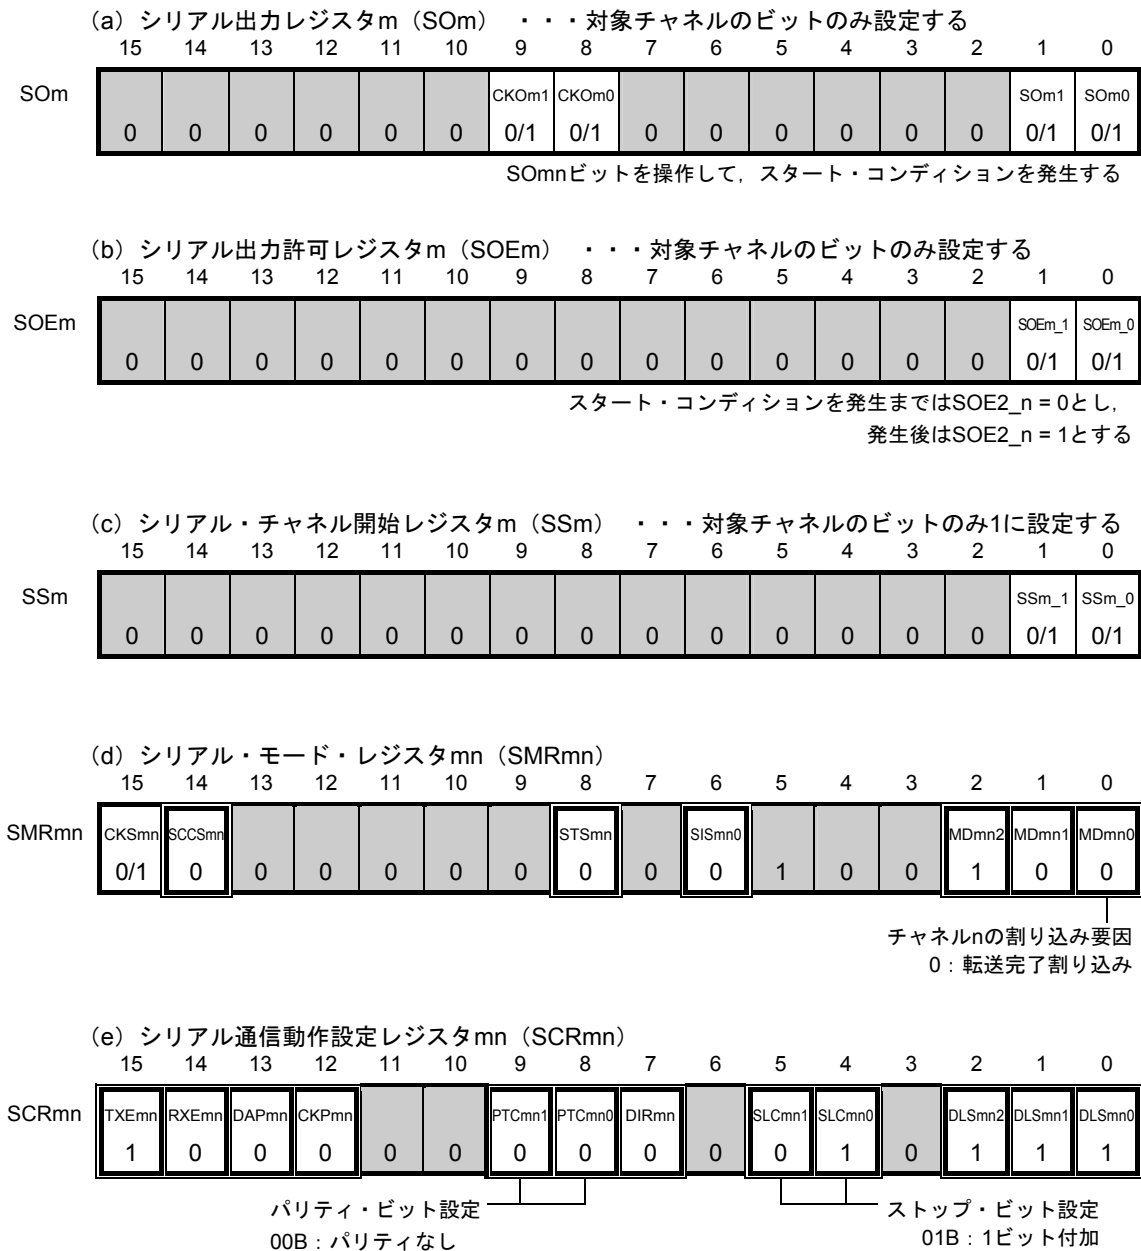 (a) シリアル出力レジスタm（SOm） ・・・対象チャネルのビットのみ設定する
15 14 13 12 11 10 9 8 7 6 5 4 3 2 1 0
SOm
CKOm1 CKOm0 SOm1 SOm0
0 0 0 0 0 0 0/1 0/1 0 0 0 0 0 0 0/1 0/1
SOmnビットを操作して，スタート・コンディションを発生する
(b) シリアル出力許可レジスタm（SOEm） ・・・対象チャネルのビットのみ設定する
15 14 13 12 11 10 9 8 7 6 5 4 3 2 1 0
SOEm
SOEm_1 SOEm_0
0 0 0 0 0 0 0 0 0 0 0 0 0 0 0/1 0/1
スタート・コンディションを発生まではSOE2_n = 0とし，
発生後はSOE2_n = 1とする
(c) シリアル・チャネル開始レジスタm（SSm） ・・・対象チャネルのビットのみ1に設定する
15 14 13 12 11 10 9 8 7 6 5 4 3 2 1 0
SSm
SSm_1 SSm_0
0 0 0 0 0 0 0 0 0 0 0 0 0 0 0/1 0/1
(d) シリアル・モード・レジスタmn（SMRmn）
15 14 13 12 11 10 9 8 7 6 5 4 3 2 1 0
SMRmn
CKSmn SCCSmn STSmn SISmn0 MDmn2 MDmn1 MDmn0
0/1 0 0 0 0 0 0 0 0 0 1 0 0 1 0 0
チャネルnの割り込み要因
0：転送完了割り込み
(e) シリアル通信動作設定レジスタmn（SCRmn）
15 14 13 12 11 10 9 8 7 6 5 4 3 2 1 0
SCRmn
TXEmn RXEmn DAPmn CKPmn PTCmn1 PTCmn0 DIRmn SLCmn1 SLCmn0 DLSmn2 DLSmn1 DLSmn0
1 0 0 0 0 0 0 0 0 0 0 1 0 1 1 1
パリティ・ビット設定
00B：パリティなし
ストップ・ビット設定
01B：1ビット付加